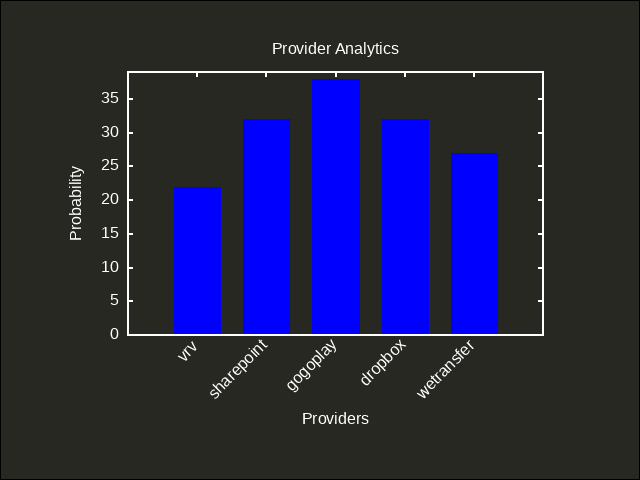 Provider Analytics
Probability
35
30
25
20
15
10
5
0
vrv
sharepoint
gogoplay
dropbox
wetransfer
Providers